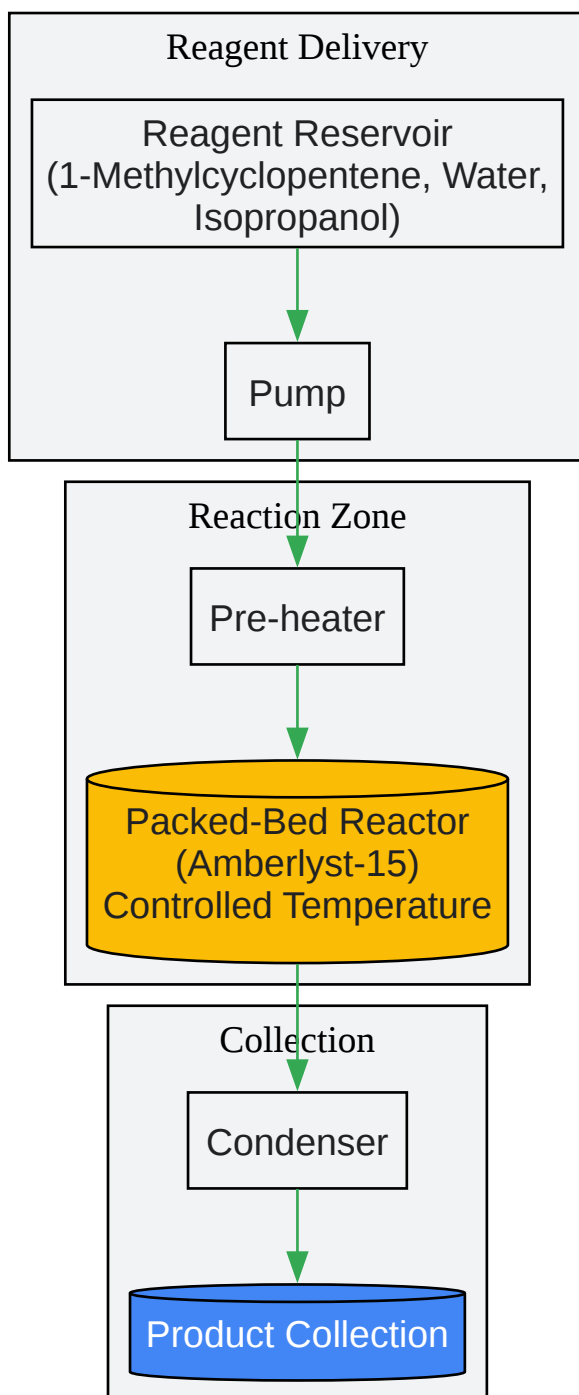 Reagent Delivery
Reagent Reservoir
(1-Methylcyclopentene, Water,
Isopropanol)
Pump
Reaction Zone
Pre-heater
Packed-Bed Reactor
(Amberlyst-15)
Controlled Temperature
Collection
Condenser
Product Collection